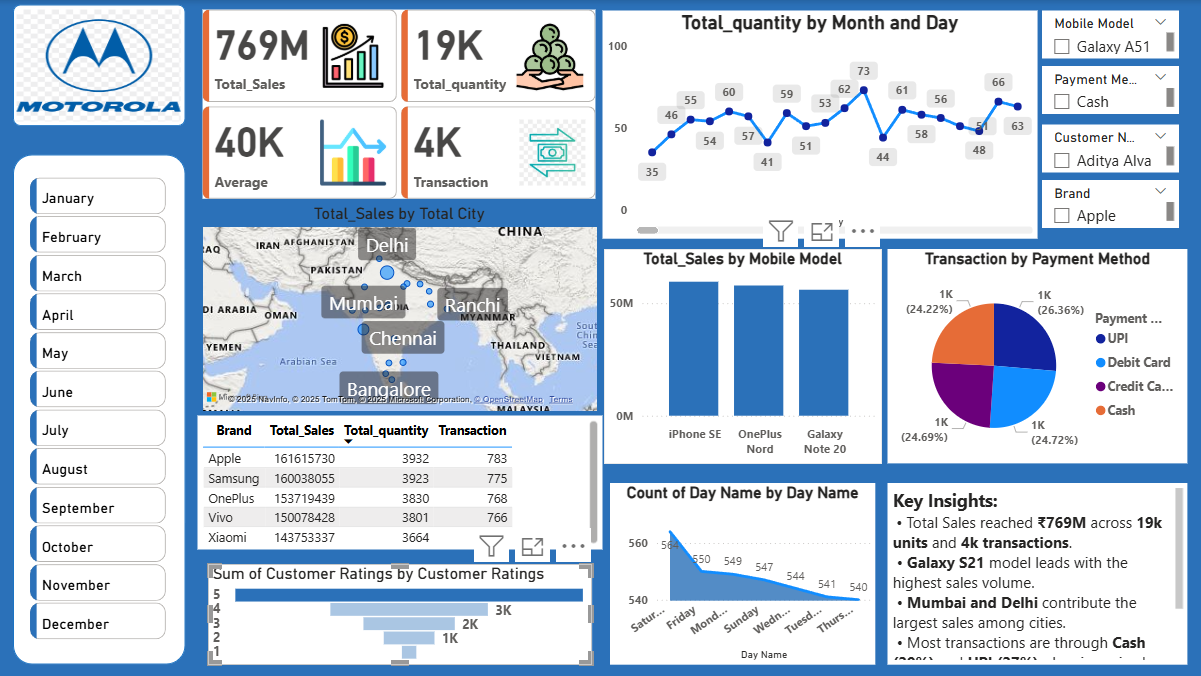 MOTOROLA
January
February
March
April
May
June
July
August
September
October
November
December
769M
Total_Sales
19K
Total_quantity
40K
Average
4K
Transaction
Total_quantity by Month and Day
100
50
0
35
46
55
54
60
57
41
59
51
53
62
73
44
61
58
56
51
48
66
63
y
Mobile Model
Galaxy A51
Payment Me...
Cash
Customer N...
Aditya Alva
Brand
Apple
Total_Sales by Total City
CHINA
IRAN
AFGHANISTAN
Delhi
PAKISTAN
Mumbai
Ranchi
OMAN
MYANMAR
Chennai
YEMEN
THAILAND
VIETNAM
Arabian Sea
Bangalore
© 2025 NavInfo, © 2025 TomTom, © 2025 Microsoft Corporation, © OpenStreetMap Terms
MALAYSIA
Brand Total_Sales Total_quantity Transaction
Apple 161615730 3932 783
Samsung 160038055 3923 775
OnePlus 153719439 3830 768
Vivo 150078428 3801 766
Xiaomi 143753337 3664
Sum of Customer Ratings by Customer Ratings
5
4 3K
3 2K
2 1K
1
Total_Sales by Mobile Model
50M
0M
iPhone SE
OnePlus
Nord
Galaxy
Note 20
Transaction by Payment Method
1K
(24.22%)
1K
(26.36%)
1K
(24.69%)
1K
(24.72%)
Payment ...
UPI
Debit Card
Credit Ca...
Cash
Count of Day Name by Day Name
560
540
564
550
549
547
544
541
540
Satur...
Friday
Mond...
Sunday
Wedn...
Tuesd...
Thurs...
Day Name
Key Insights:
• Total Sales reached ₹769M across 19k
units and 4k transactions.
• Galaxy S21 model leads with the
highest sales volume.
• Mumbai and Delhi contribute the
largest sales among cities.
• Most transactions are through Cash